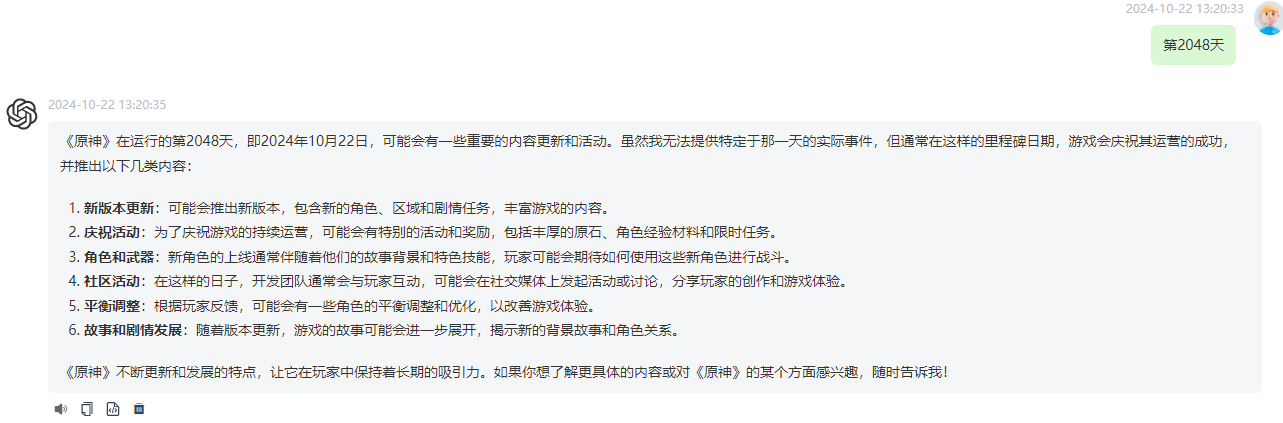 2024-10-22 13:20:33
第2048天
2024-10-22 13:20:35
《原神》在运行的第2048天，即2024年10月22日，可能会有一些重要的内容更新和活动。虽然我无法提供特定于那一天的实际事件，但通常在这样的里程碑日期，游戏会庆祝其运营的成功，
并推出以下几类内容：
1. 新版本更新：可能会推出新版本，包含新的角色、区域和剧情任务，丰富游戏的内容。
2. 庆祝活动：为了庆祝游戏的持续运营，可能会有特别的活动和奖励，包括丰厚的原石、角色经验材料和限时任务。
3. 角色和武器：新角色的上线通常伴随着他们的故事背景和特色技能，玩家可能会期待如何使用这些新角色进行战斗。
4. 社区活动：在这样的日子，开发团队通常会与玩家互动，可能会在社交媒体上发起活动或讨论，分享玩家的创作和游戏体验。
5. 平衡调整：根据玩家反馈，可能会有一些角色的平衡调整和优化，以改善游戏体验。
6. 故事和剧情发展：随着版本更新，游戏的故事可能会进一步展开，揭示新的背景故事和角色关系。
《原神》不断更新和发展的特点，让它在玩家中保持着长期的吸引力。如果你想了解更具体的内容或对《原神》的某个方面感兴趣，随时告诉我！